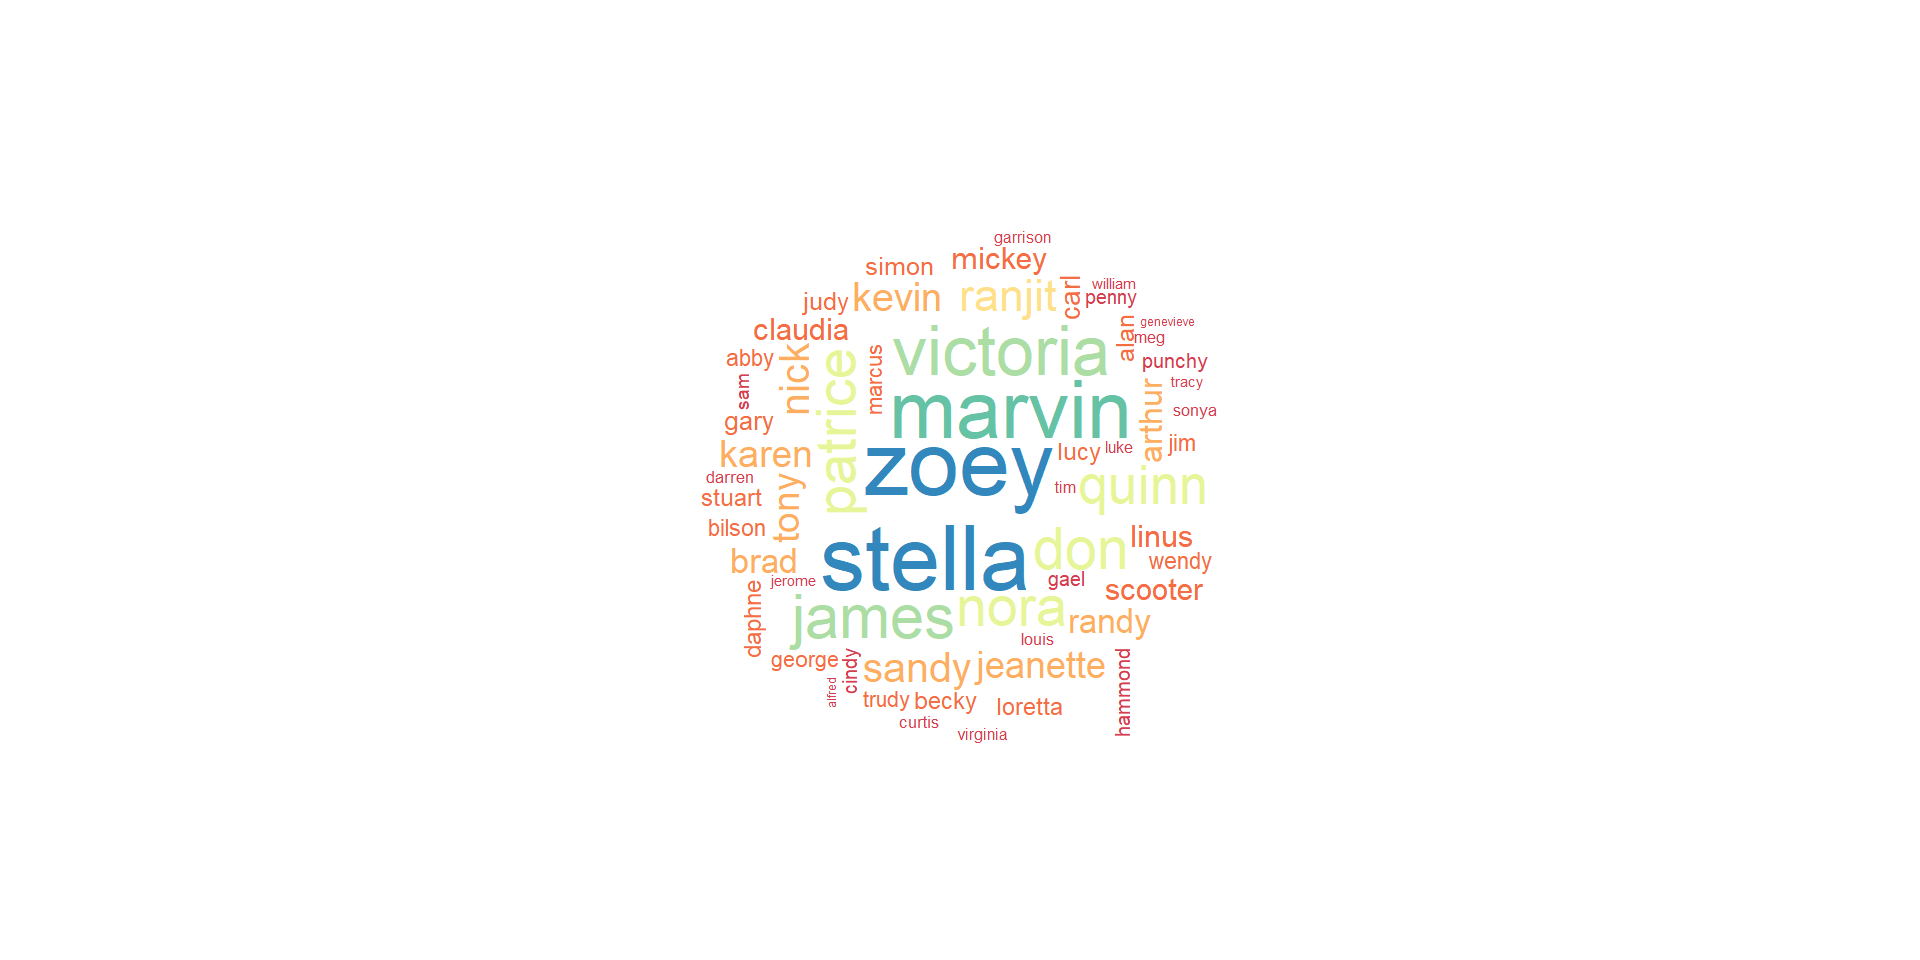 garrison
simon
mickey
william
judy
kevin
ranjit
carl
penny
claudia
victoria
alan
genevieve
meg
abby
nick
patrice
marcus
punchy
sam
marvin
arthur
tracy
gary
sonya
karen
zoey
lucy
luke
jim
darren
stuart
tony
tim
quinn
bilson
brad
stella
don
linus
wendy
jerome
gael
scooter
daphne
james
nora
randy
louis
george
cindy
sandy
jeanette
hammond
alfred
trudy
becky
loretta
curtis
virginia